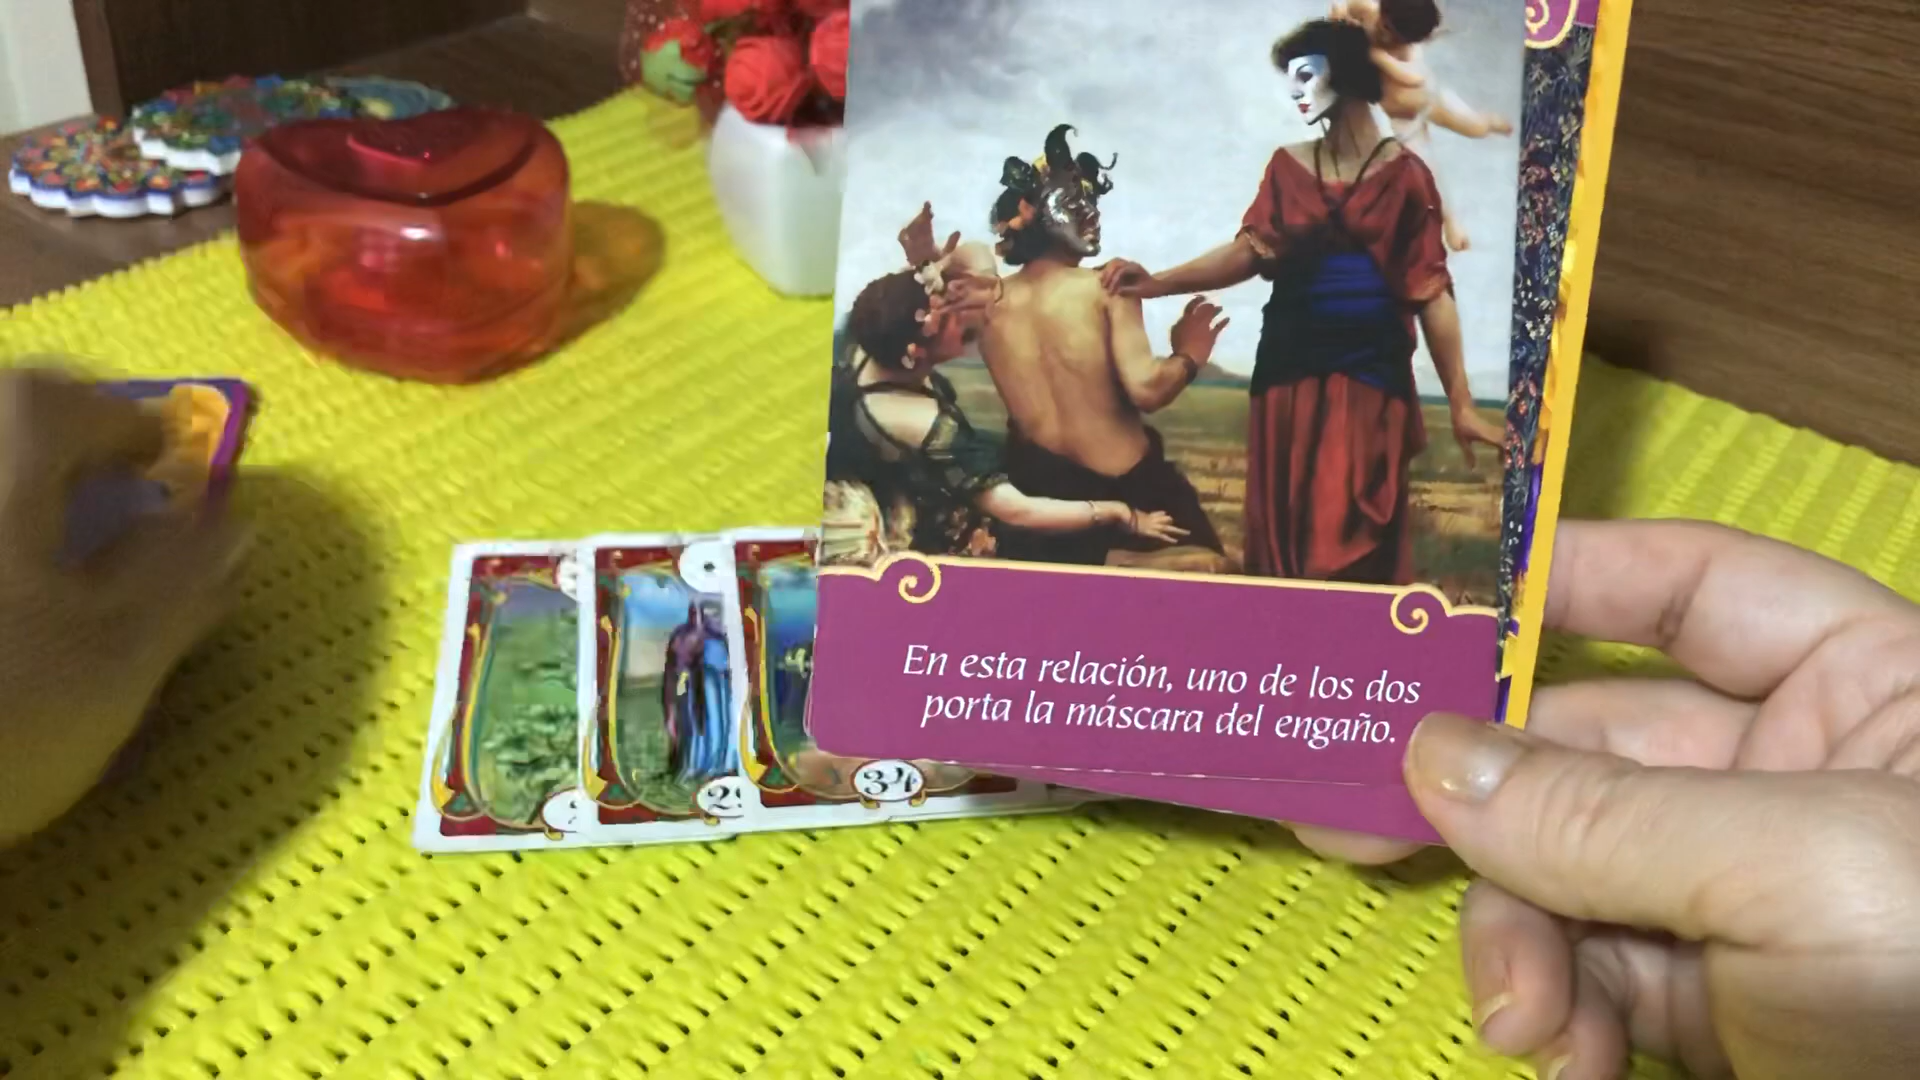 En esta relación, uno de los dos
porta la máscara del engaño.
34